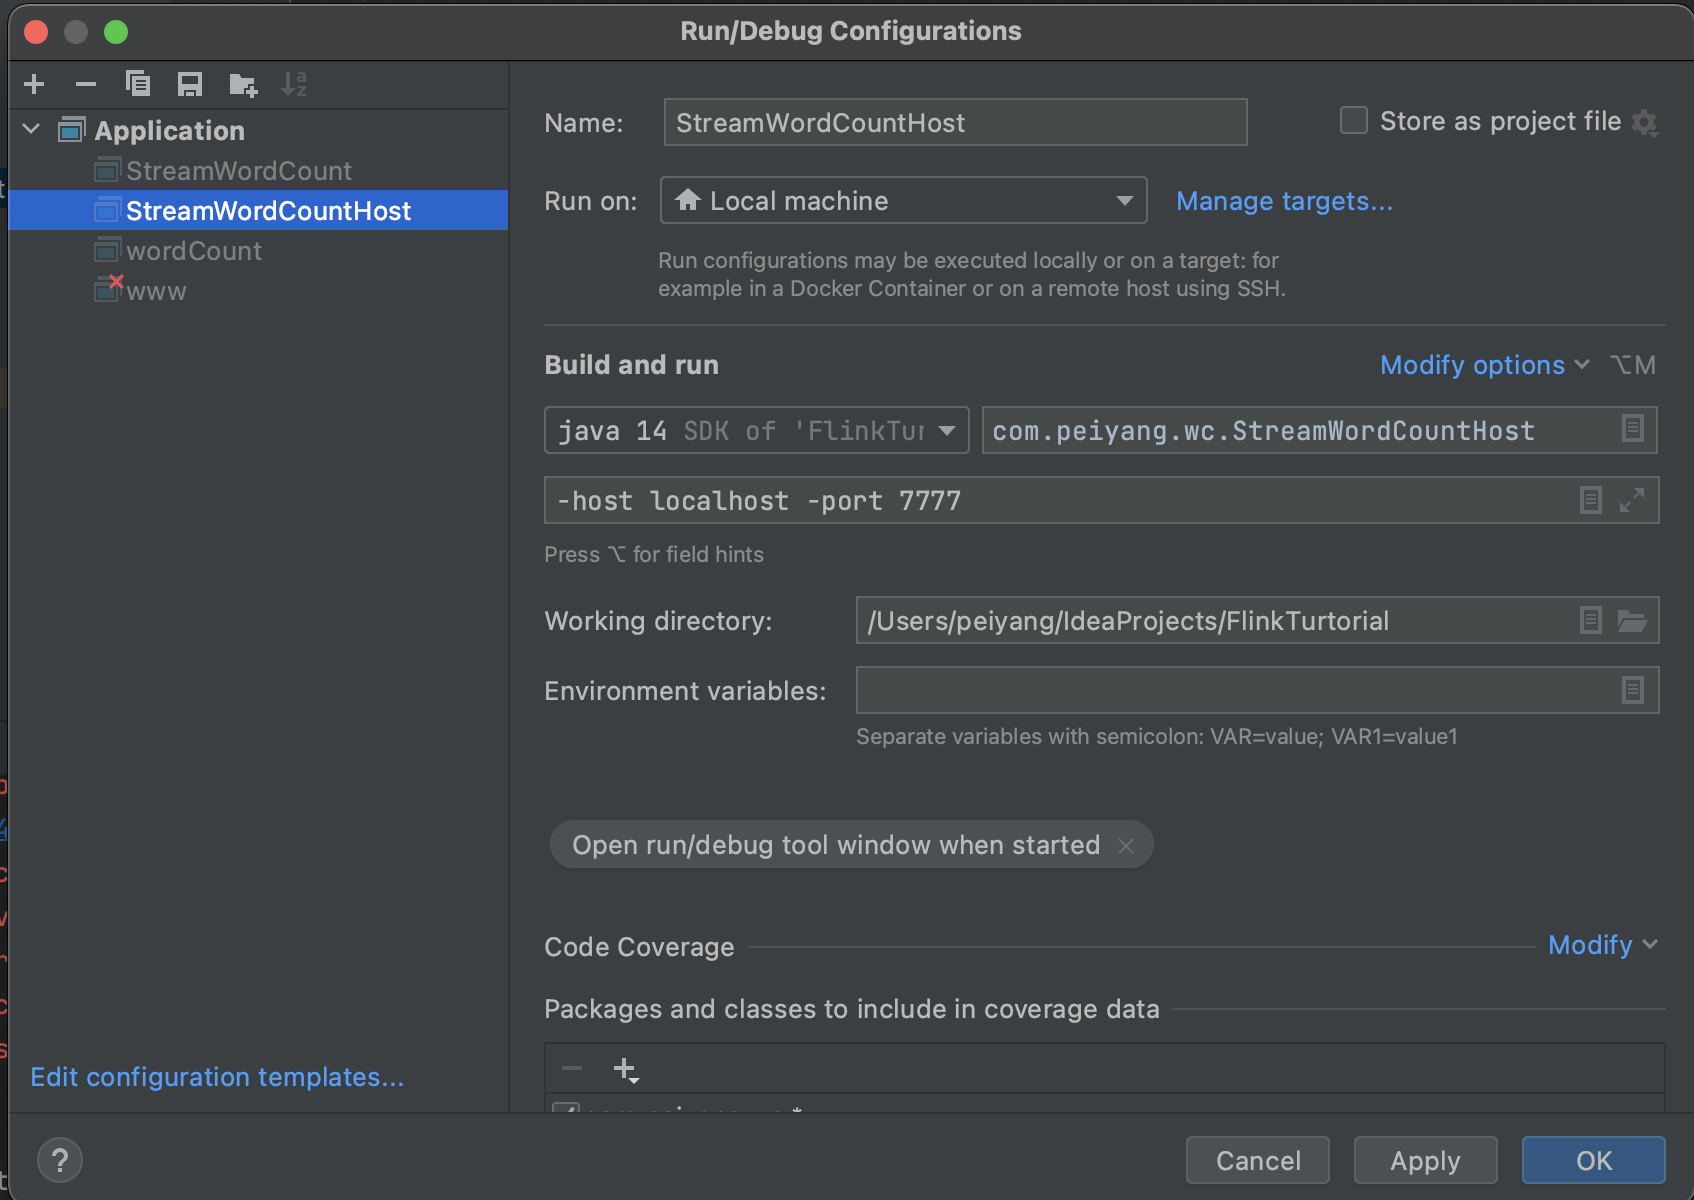 Run/Debug Configurations
Application
StreamWordCount
StreamWordCountHost
wordCount
www
Edit configuration templates...
Name: StreamWordCountHost
Store as project file
Run on: Local machine Manage targets...
Run configurations may be executed locally or on a target: for
example in a Docker Container or on a remote host using SSH.
Build and run Modify options ⌥M
java 14 SDK of 'FlinkTur com.peiyang.wc.StreamWordCountHost
-host localhost -port 7777
Press ⌥ for field hints
Working directory: /Users/peiyang/IdeaProjects/FlinkTurtorial
Environment variables:
Separate variables with semicolon: VAR=value; VAR1=value1
Open run/debug tool window when started
Code Coverage Modify
Packages and classes to include in coverage data
? Cancel Apply OK